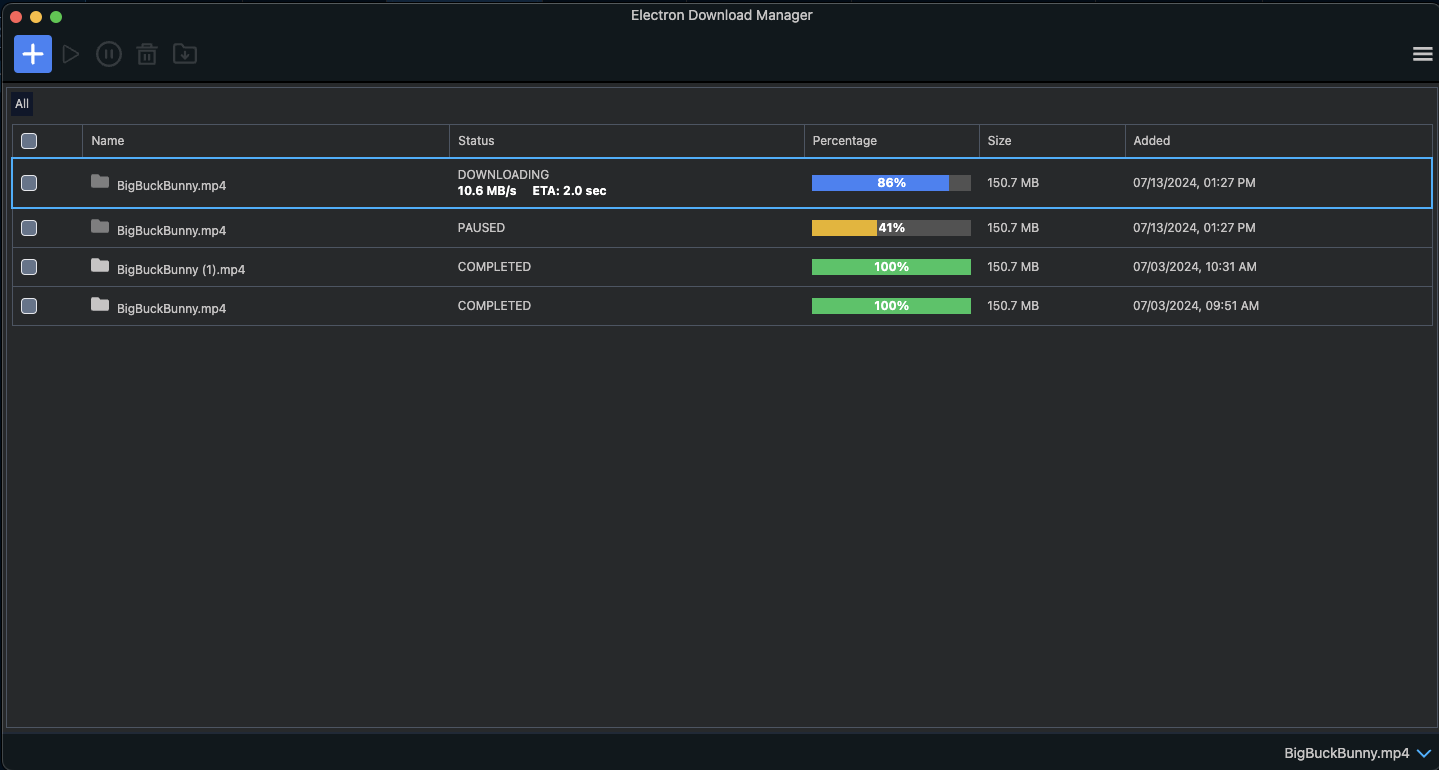 Electron Download Manager
All
Name Status Percentage Size Added
BigBuckBunny.mp4 DOWNLOADING 86% 150.7 MB 07/13/2024, 01:27 PM
10.6 MB/s ETA: 2.0 sec
BigBuckBunny.mp4 PAUSED 41% 150.7 MB 07/13/2024, 01:27 PM
BigBuckBunny (1).mp4 COMPLETED 100% 150.7 MB 07/03/2024, 10:31 AM
BigBuckBunny.mp4 COMPLETED 100% 150.7 MB 07/03/2024, 09:51 AM
BigBuckBunny.mp4